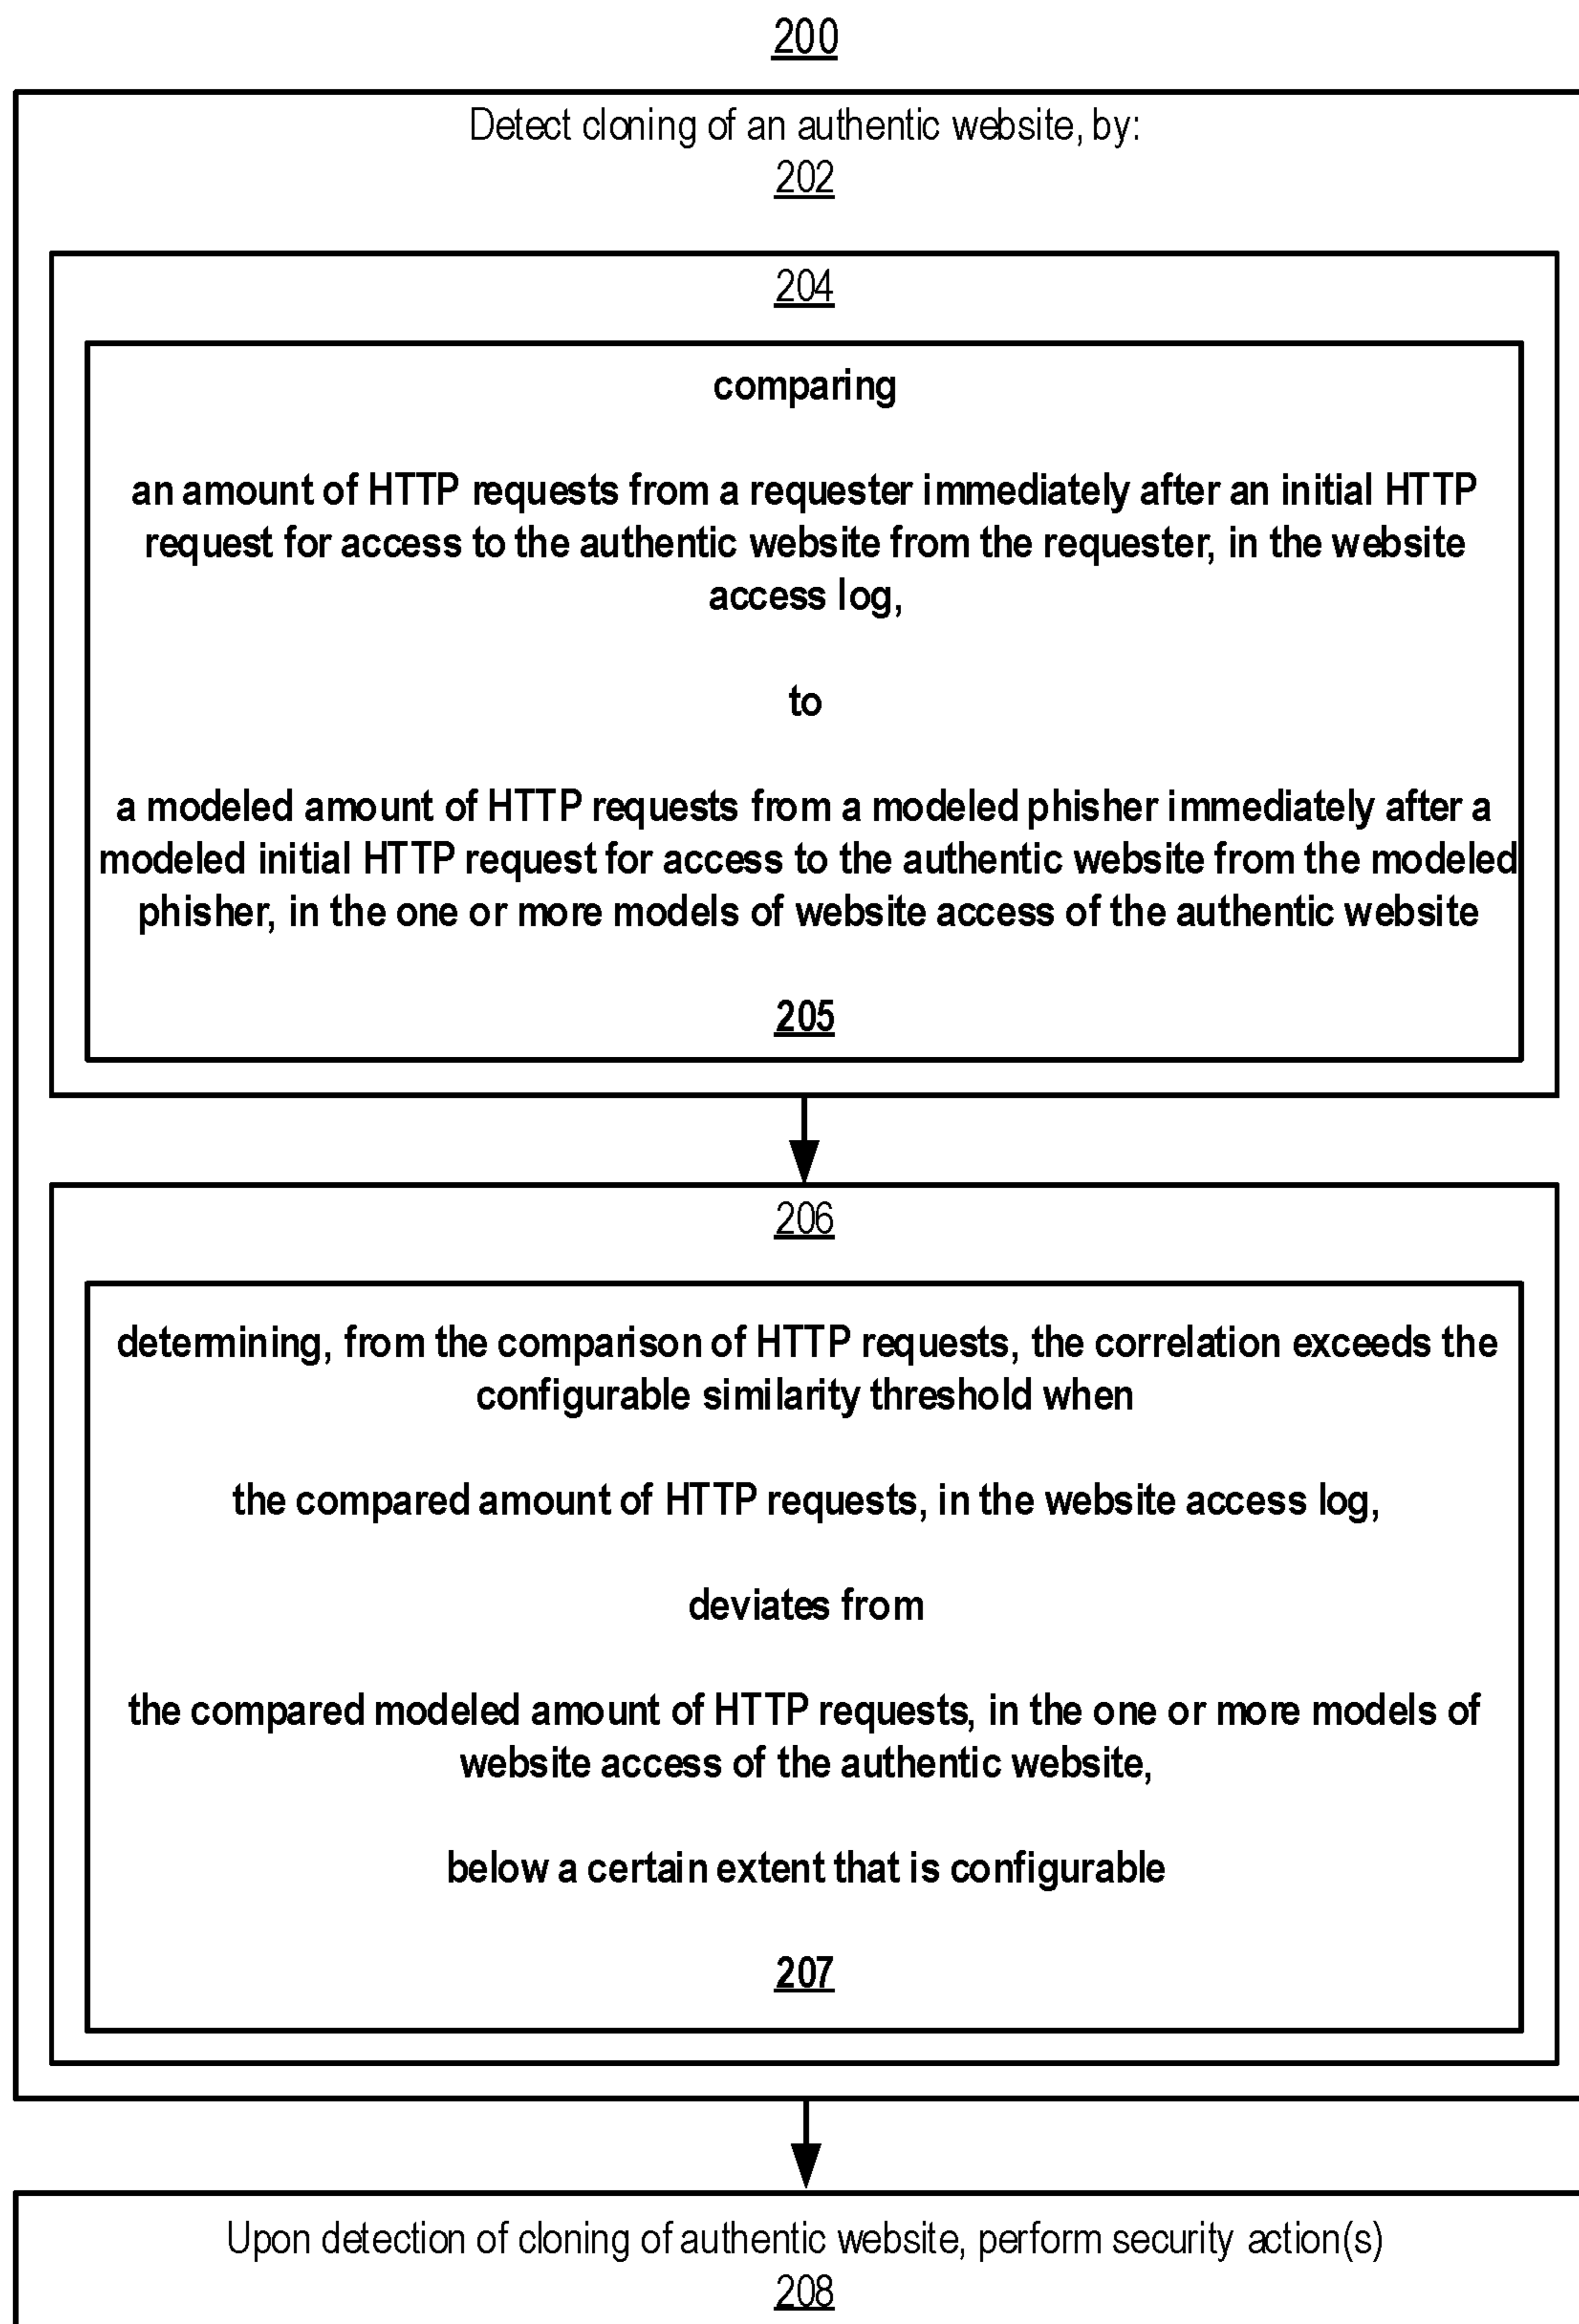 200
Detect cloning of an authentic website, by:
202
204
comparing
an amount of HTTP requests from a requester immediately after an initial HTTP
request for access to the authentic website from the requester, in the website
access log,
to
a modeled amount of HTTP requests from a modeled phisher immediately after a
modeled initial HTTP request for access to the authentic website from the modeled
phisher, in the one or more models of website access of the authentic website
205
206
determining, from the comparison of HTTP requests, the correlation exceeds the
configurable similarity threshold when
the compared amount of HTTP requests, in the website access log,
deviates from
the compared modeled amount of HTTP requests, in the one or more models of
website access of the authentic website,
below a certain extent that is configurable
207
Upon detection of cloning of authentic website, perform security action(s)
208